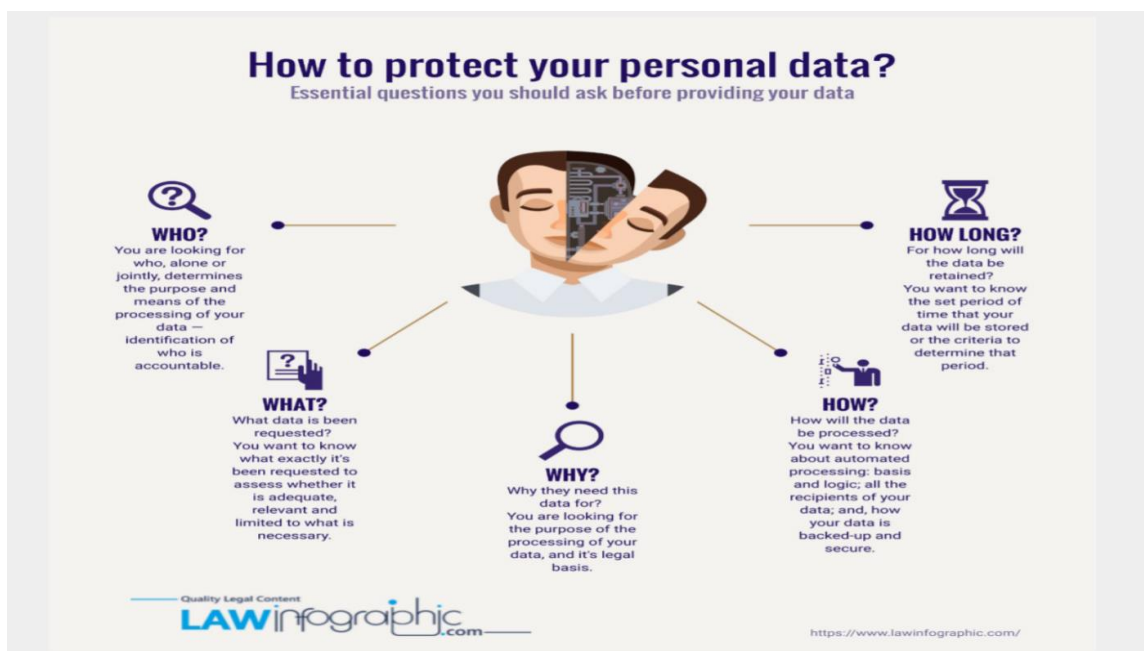 How to protect your personal data?
Essential questions you should ask before providing your data
?
WHO?
You are looking for
who, alone or
jointly, determines
the purpose and
means of the
processing of your
data —
identification of
who is
accountable.
?
WHAT?
What data is been
requested?
You want to know
what exactly it's
been requested to
assess whether it
is adequate,
relevant and
limited to what is
necessary.
WHY?
Why they need this
data for?
You are looking for
the purpose of the
processing of your
data, and it's legal
basis.
HOW?
How will the data
be processed?
You want to know
about automated
processing: basis
and logic; all the
recipients of your
data; and, how
your data is
backed-up and
secure.
HOW LONG?
For how long will
the data be
retained?
You want to know
the set period of
time that your
data will be stored
or the criteria to
determine that
period.
Quality Legal Content
LAWinfographic
.com
https://www.lawinfographic.com/